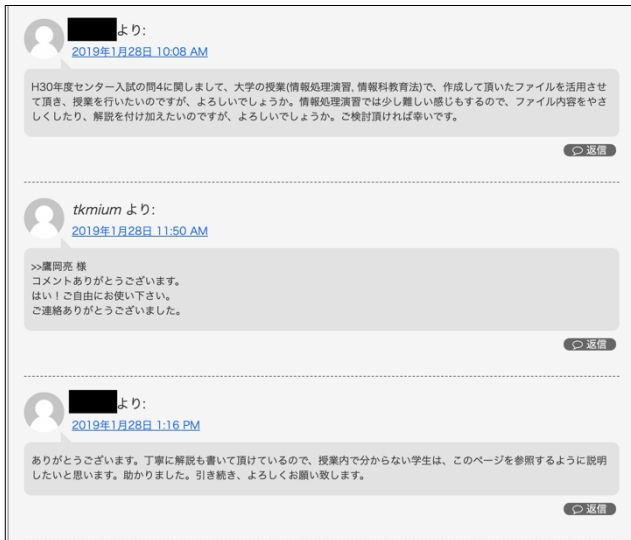 より:
2019年1月28日 10:08 AM
H30年度センター入試の問4に関しまして、大学の授業(情報処理演習, 情報科教育法)で、作成して頂いたファイルを活用させ
て頂き、授業を行いたいのですが、よろしいでしょうか。情報処理演習では少し難しい感じもするので、ファイル内容をやさ
しくしたり、解説を付け加えたいのですが、よろしいでしょうか。ご検討頂ければ幸いです。
返信
tkmium より:
2019年1月28日 11:50 AM
>>鷹岡亮 様
コメントありがとうございます。
はい！ご自由にお使い下さい。
ご連絡ありがとうございました。
返信
より:
2019年1月28日 1:16 PM
ありがとうございます。丁寧に解説も書いて頂けているので、授業内で分からない学生は、このページを参照するように説明
したいと思います。助かりました。引き続き、よろしくお願い致します。
返信